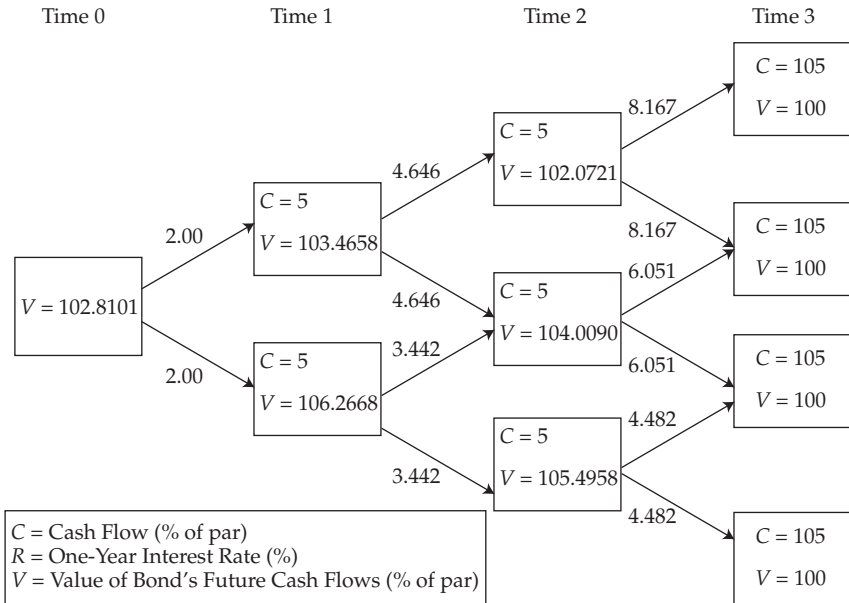 Time 0
Time 1
Time 2
Time 3
V = 102.8101
2.00
2.00
C = 5
V = 103.4658
C = 5
V = 106.2668
4.646
4.646
3.442
3.442
C = 5
V = 102.0721
C = 5
V = 104.0090
C = 5
V = 105.4958
8.167
8.167
6.051
6.051
4.482
4.482
C = 105
V = 100
C = 105
V = 100
C = 105
V = 100
C = 105
V = 100
C = Cash Flow (% of par)
R = One-Year Interest Rate (%)
V = Value of Bond’s Future Cash Flows (% of par)